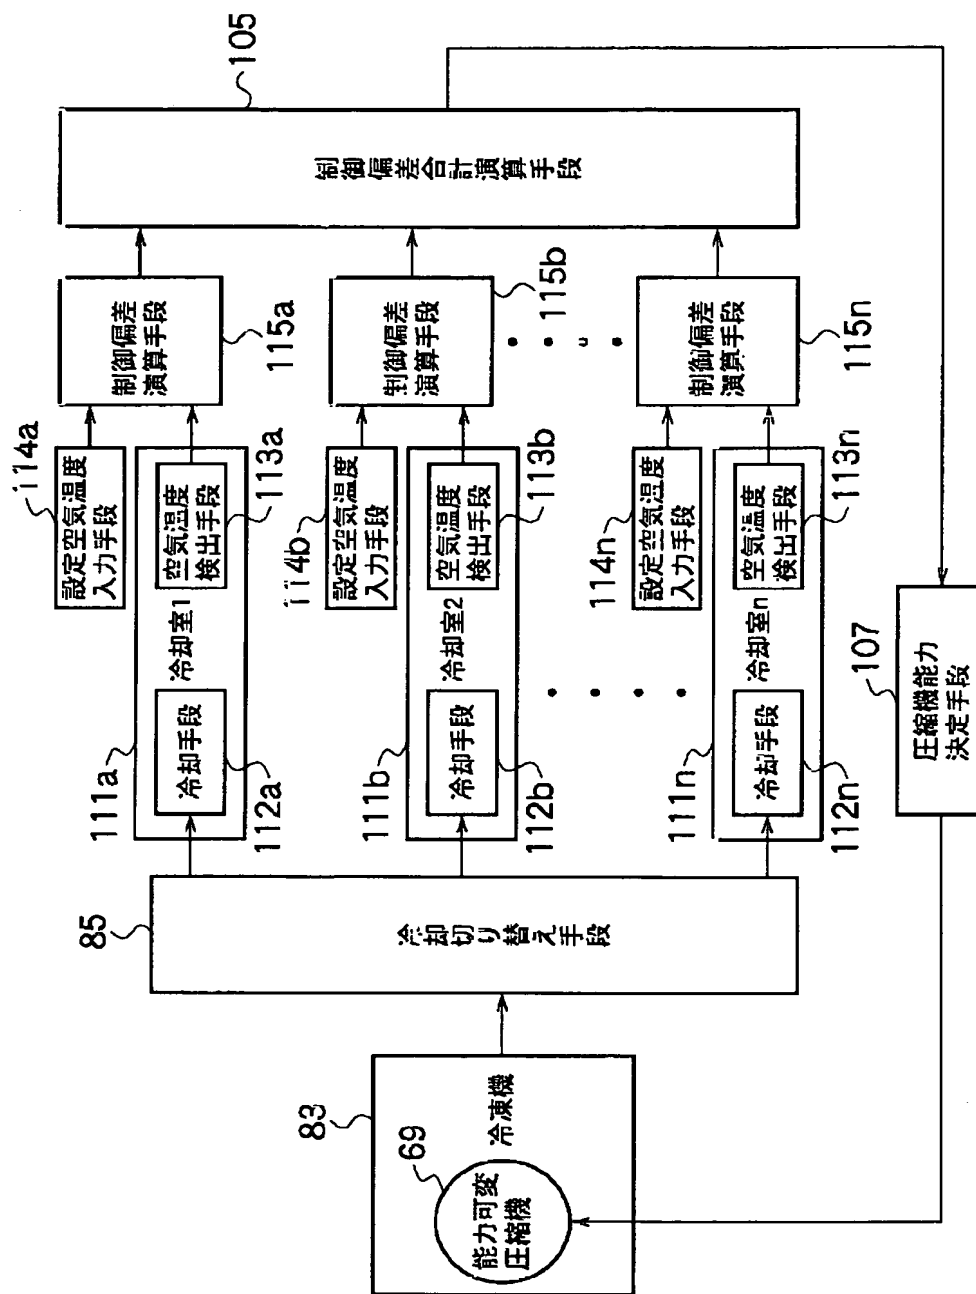 83
69
能力可変
圧縮機
冷凍機
85
冷却切り替え手段
111a
冷却手段
112a
冷却室1
空気温度
検出手段
113a
114a
設定空気温度
入力手段
制御偏差
演算手段
115a
111b
冷却手段
112b
冷却室2
空気温度
検出手段
113b
114b
設定空気温度
入力手段
制御偏差
演算手段
115b
111n
冷却手段
112n
冷却室n
空気温度
検出手段
113n
114n
設定空気温度
入力手段
制御偏差
演算手段
115n
105
制御偏差合計演算手段
107
圧縮機能力
決定手段